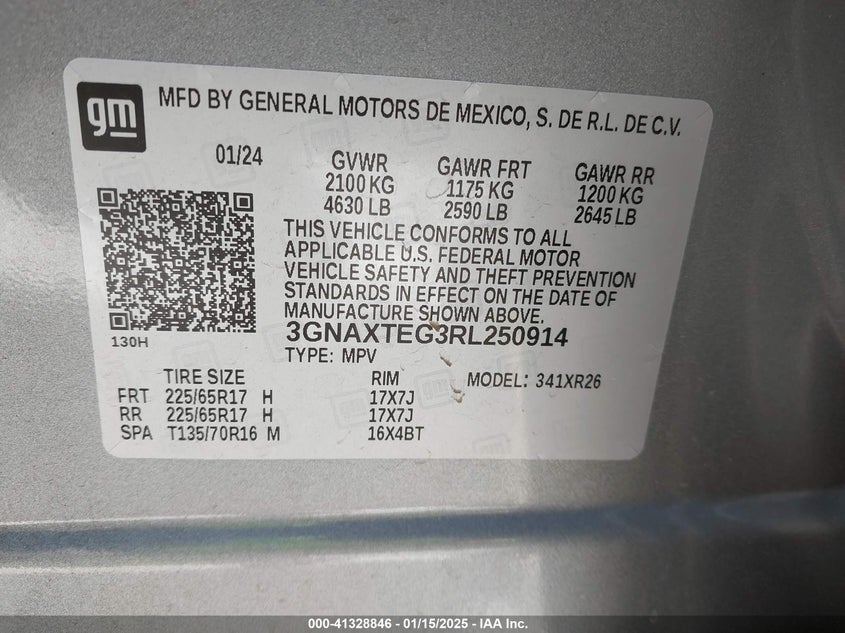 gm
MFD BY GENERAL MOTORS DE MEXICO, S. DE R.L. DE C.V.
01/24 GVWR GAWR FRT GAWR RR
2100 KG 1175 KG 1200 KG
4630 LB 2590 LB 2645 LB
THIS VEHICLE CONFORMS TO ALL
APPLICABLE U.S. FEDERAL MOTOR
VEHICLE SAFETY AND THEFT PREVENTION
STANDARDS IN EFFECT ON THE DATE OF
MANUFACTURE SHOWN ABOVE.
130H
3GNAXTEG3RL250914
TYPE: MPV
TIRE SIZE RIM MODEL: 341XR26
FRT 225/65R17 H 17X7J
RR 225/65R17 H 17X7J
SPA T135/70R16 M 16X4BT
000-41328846 - 01/15/2025 - IAA Inc.